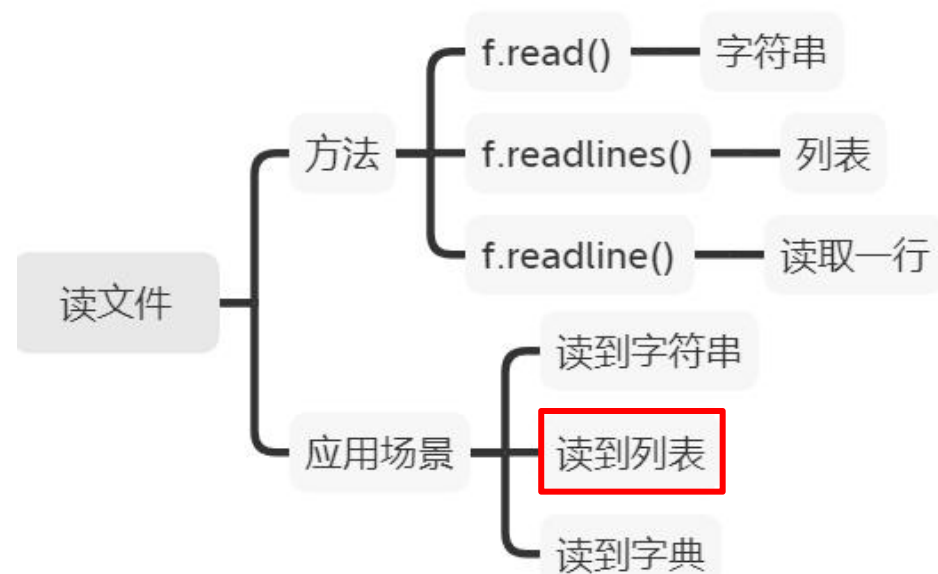 读文件
方法
f.read()
字符串
f.readlines()
列表
f.readline()
读取一行
应用场景
读到字符串
读到列表
读到字典